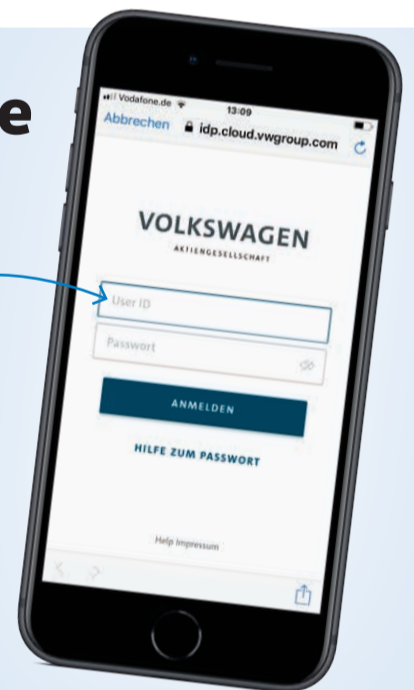 e
Vodafone.de 13:09
Abbrechen idp.cloud.vwgroup.com
VOLKSWAGEN
AKTIENGESELLSCHAFT
User ID
Passwort
ANMELDEN
HILFE ZUM PASSWORT
Help Impressum